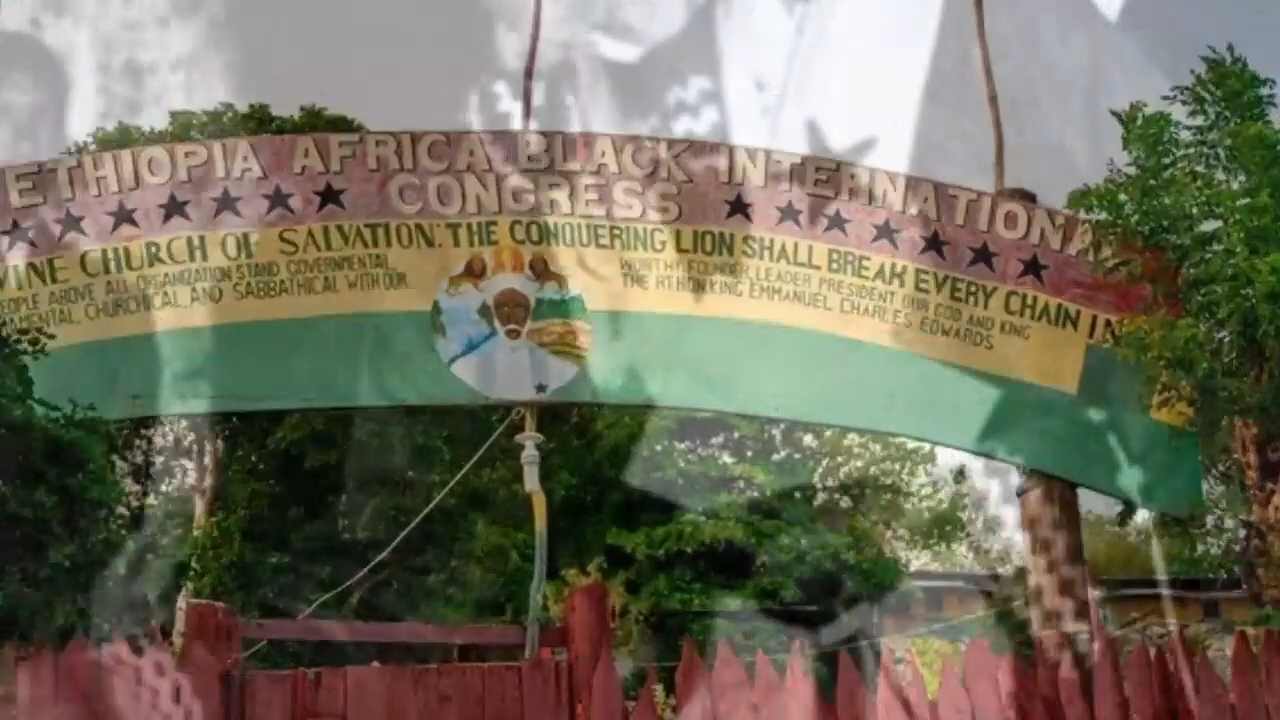 ETHIOPIA AFRICA BLACK INTERNATIONAL
CONGRESS
VINE CHURCH OF SALVATION. THE CONQUERING LION SHALL BREAK EVERY CHAIN IN
PEOPLE ABOVE ALL ORGANIZATION STAND GOVERNMENTAL
MENTAL, CHURCHICAL, AND SABBATHICAL WITH OUR
WORTHY FOUNDER LEADER PRESIDENT OUR GOD AND KING
THE RT HON KING EMMANUEL CHARLES EDWARDS